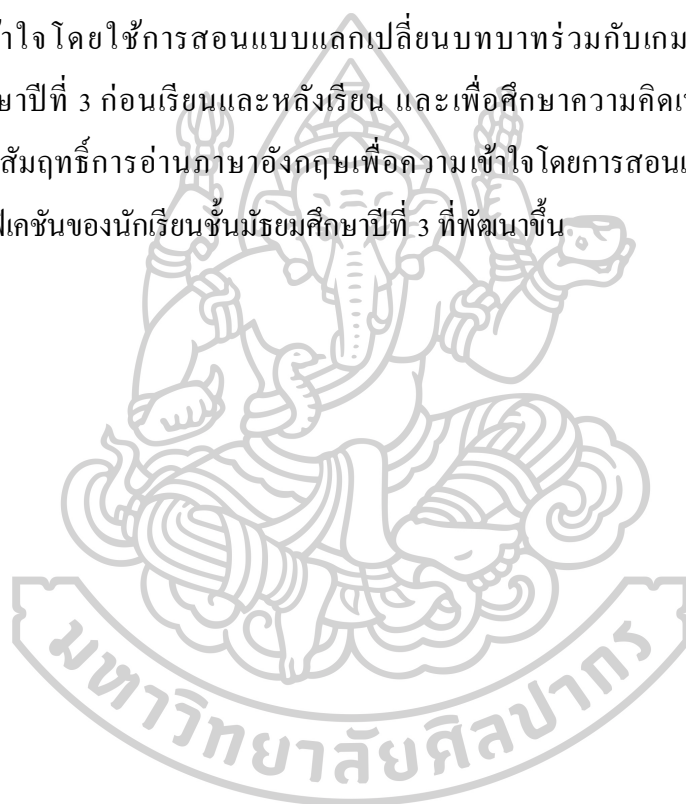 ใจโดยใช้การสอนแบบแลกเปลี่ยนบทบาทร่วมกับเกม
ปีที่ 3 ก่อนเรียนและหลังเรียน และเพื่อศึกษาความคิดเ
สัมฤทธิ์การอ่านภาษาอังกฤษเพื่อความเข้าใจโดยการสอนแ
เคชันของนักเรียนชั้นมัธยมศึกษาปีที่ 3 ที่พัฒนาขึ้น
มหาวิทยาลัยศิลปากร